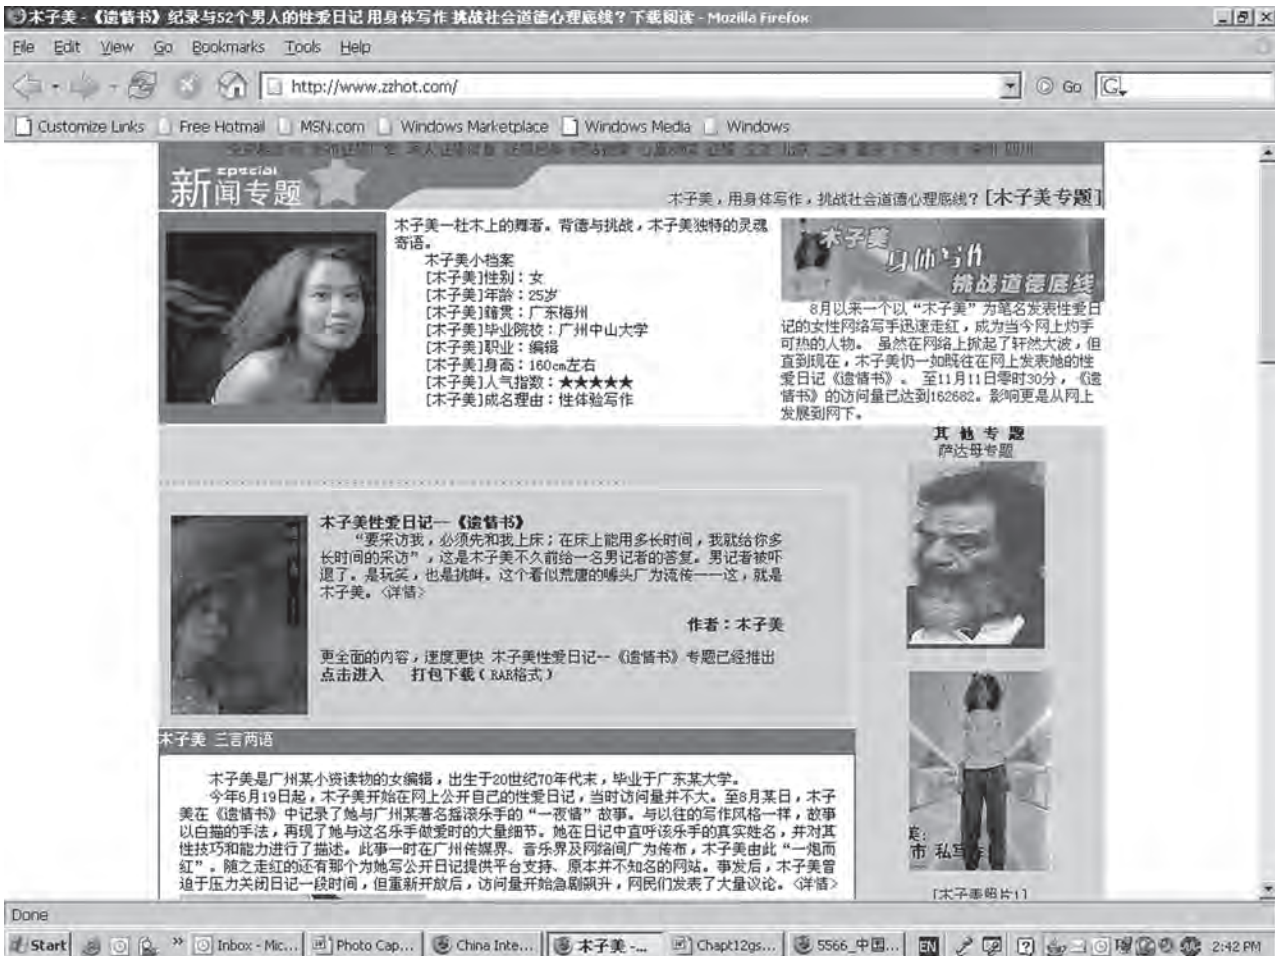 木子美 -《遗情书》纪录与52个男人的性爱日记 用身体写作 挑战社会道德心理底线？下载阅读 - Mozilla Firefox
File Edit View Go Bookmarks Tools Help
http://www.zzhot.com/
Go
Customize Links Free Hotmail MSN.com Windows Marketplace Windows Media Windows
special
新闻专题
木子美，用身体写作，挑战社会道德心理底线？[木子美专题]
木子美—杜木上的舞者。背德与挑战，木子美独特的灵魂
寄语。
木子美小档案
[木子美]性别：女
[木子美]年龄：25岁
[木子美]籍贯：广东梅州
[木子美]毕业院校：广州中山大学
[木子美]职业：编辑
[木子美]身高：160cm左右
[木子美]人气指数：★★★★★
[木子美]成名理由：性体验写作
木子美
身体写作
挑战道德底线
8月以来一个以“木子美”为笔名发表性爱日
记的女性网络写手迅速走红，成为当今网上灼手
可热的人物。 虽然在网络上掀起了轩然大波，但
直到现在，木子美仍一如既往在网上发表她的性
爱日记《遗情书》。 至11月11日零时30分，《遗
情书》的访问量已达到162682。影响更是从网上
发展到网下。
其 他 专 题
萨达母专题
木子美性爱日记--《遗情书》
“要采访我，必须先和我上床；在床上能用多长时间，我就给你多
长时间的采访”，这是木子美不久前给一名男记者的答复。男记者被吓
退了。是玩笑，也是挑衅。这个看似荒唐的噱头广为流传——这，就是
木子美。<详情>
作者：木子美
更全面的内容，速度更快 木子美性爱日记--《遗情书》专题已经推出
点击进入 打包下载（RAR格式）
木子美 三言两语
木子美是广州某小资读物的女编辑，出生于20世纪70年代末，毕业于广东某大学。
今年6月19日起，木子美开始在网上公开自己的性爱日记，当时访问量并不大。至8月某日，木子
美在《遗情书》中记录了她与广州某著名摇滚乐手的“一夜情”故事。与以往的写作风格一样，故事
以白描的手法，再现了她与这名乐手做爱时的大量细节。她在日记中直呼该乐手的真实姓名，并对其
性技巧和能力进行了描述。此事一时在广州传媒界、音乐界及网络间广为传布，木子美由此“一炮而
红”。随之走红的还有那个为她写公开日记提供平台支持、原本并不知名的网站。事发后，木子美曾
迫于压力关闭日记一段时间，但重新开放后，访问量开始急剧飙升，网民们发表了大量议论。<详情>
美:
市 私写
[木子美照片1]
Done
Start Inbox - Mic... Photo Cap... China Inte... 木子美 -... Chapt12gs... 5566_中国... EN 2:42 PM